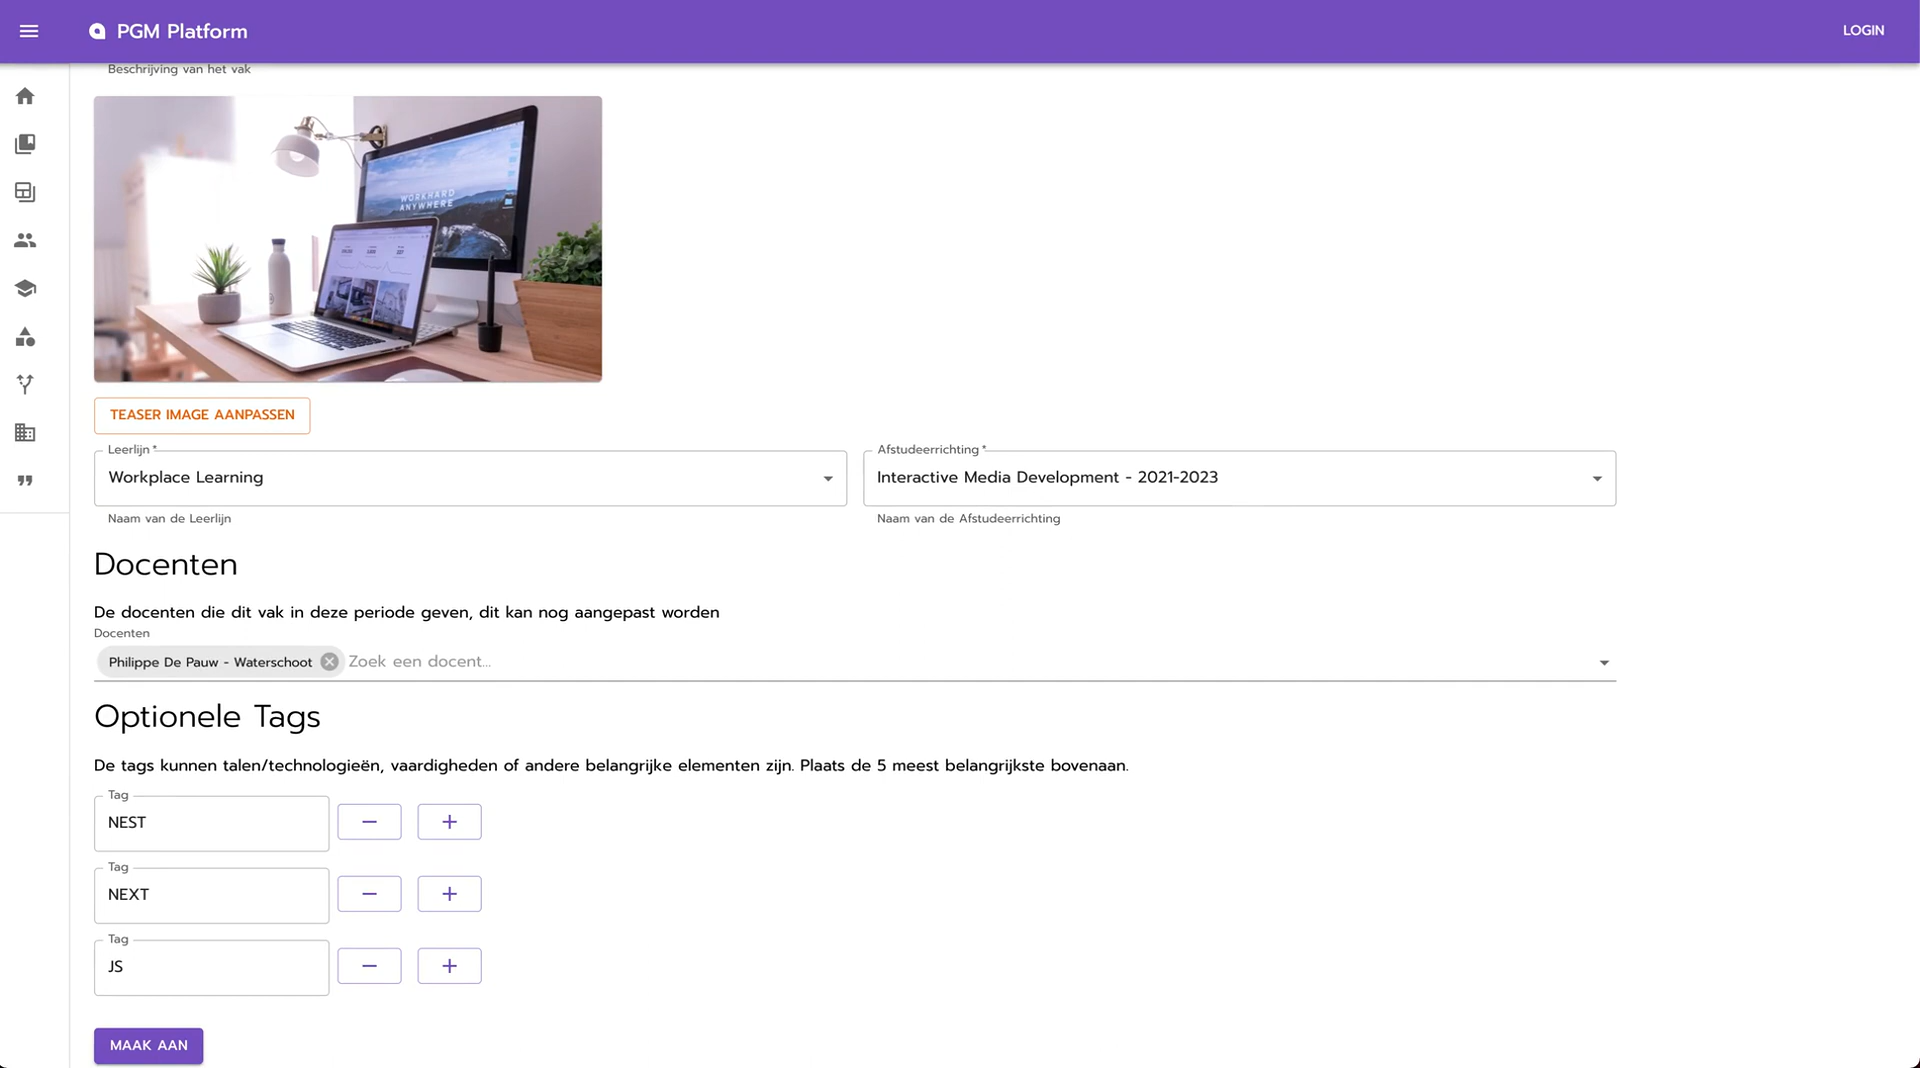 PGM Platform
LOGIN
Beschrijving van het vak
WORKHARD
ANYWHERE
TEASER IMAGE AANPASSEN
Leerlijn *
Workplace Learning
Naam van de Leerlijn
Afstudeerrichting *
Interactive Media Development - 2021-2023
Naam van de Afstudeerrichting
Docenten
De docenten die dit vak in deze periode geven, dit kan nog aangepast worden
Docenten
Philippe De Pauw - Waterschoot
Zoek een docent...
Optionele Tags
De tags kunnen talen/technologieën, vaardigheden of andere belangrijke elementen zijn. Plaats de 5 meest belangrijkste bovenaan.
Tag
NEST
Tag
NEXT
Tag
JS
MAAK AAN